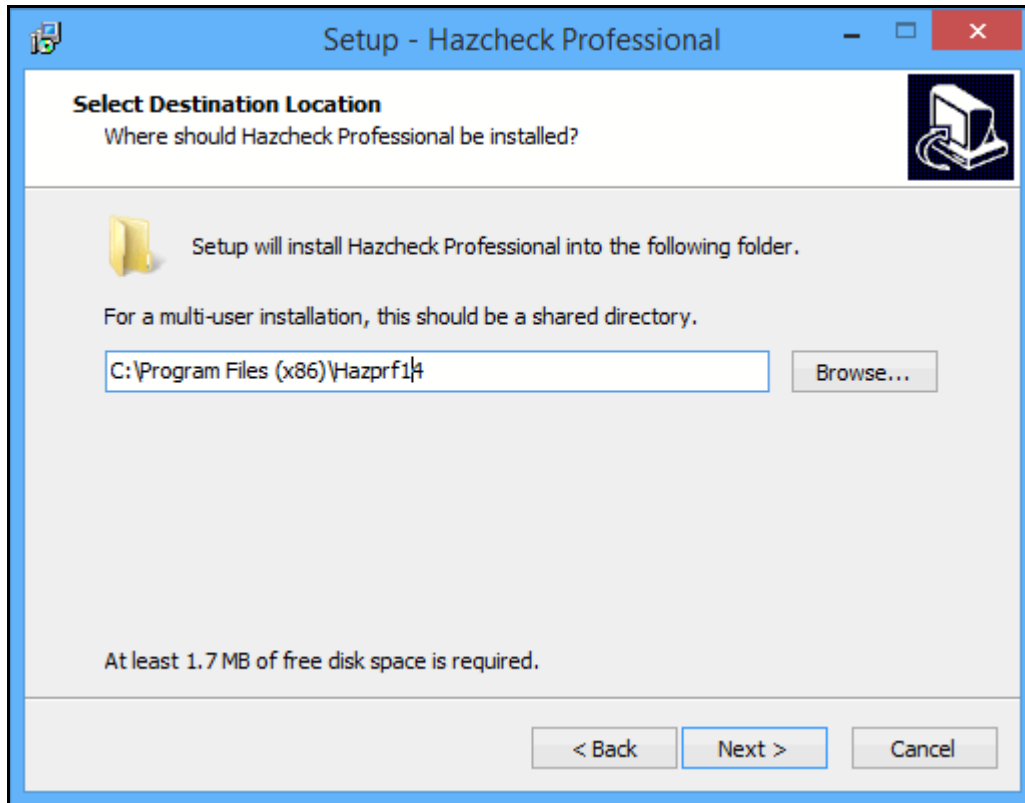 Setup - Hazcheck Professional
Select Destination Location
Where should Hazcheck Professional be installed?
Setup will install Hazcheck Professional into the following folder.
For a multi-user installation, this should be a shared directory.
C:\Program Files (x86)\Hazprf14
Browse...
At least 1.7 MB of free disk space is required.
< Back
Next >
Cancel